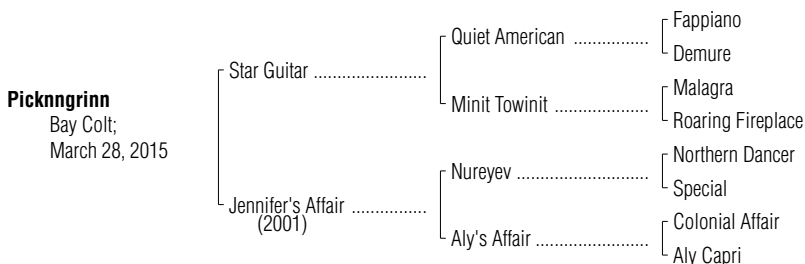 Picknngrinn
Bay Colt;
March 28, 2015
Star Guitar ........................
Jennifer's Affair ................
(2001)
Quiet American ................
Minit Towinit ....................
Nureyev ............................
Aly's Affair ........................
Fappiano
Demure
Malagra
Roaring Fireplace
Northern Dancer
Special
Colonial Affair
Aly Capri